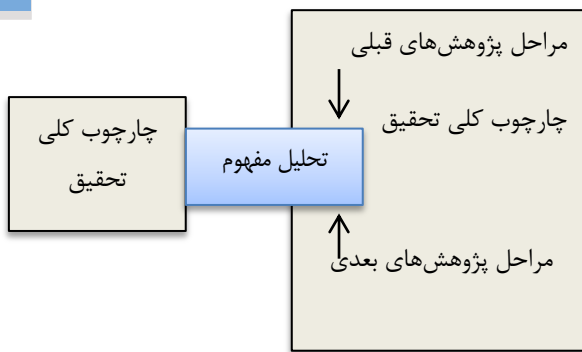 مراحل پژوهش‌های قبلی
چارچوب کلی تحقیق
مراحل پژوهش‌های بعدی
تحلیل مفهوم
چارچوب کلی
تحقیق